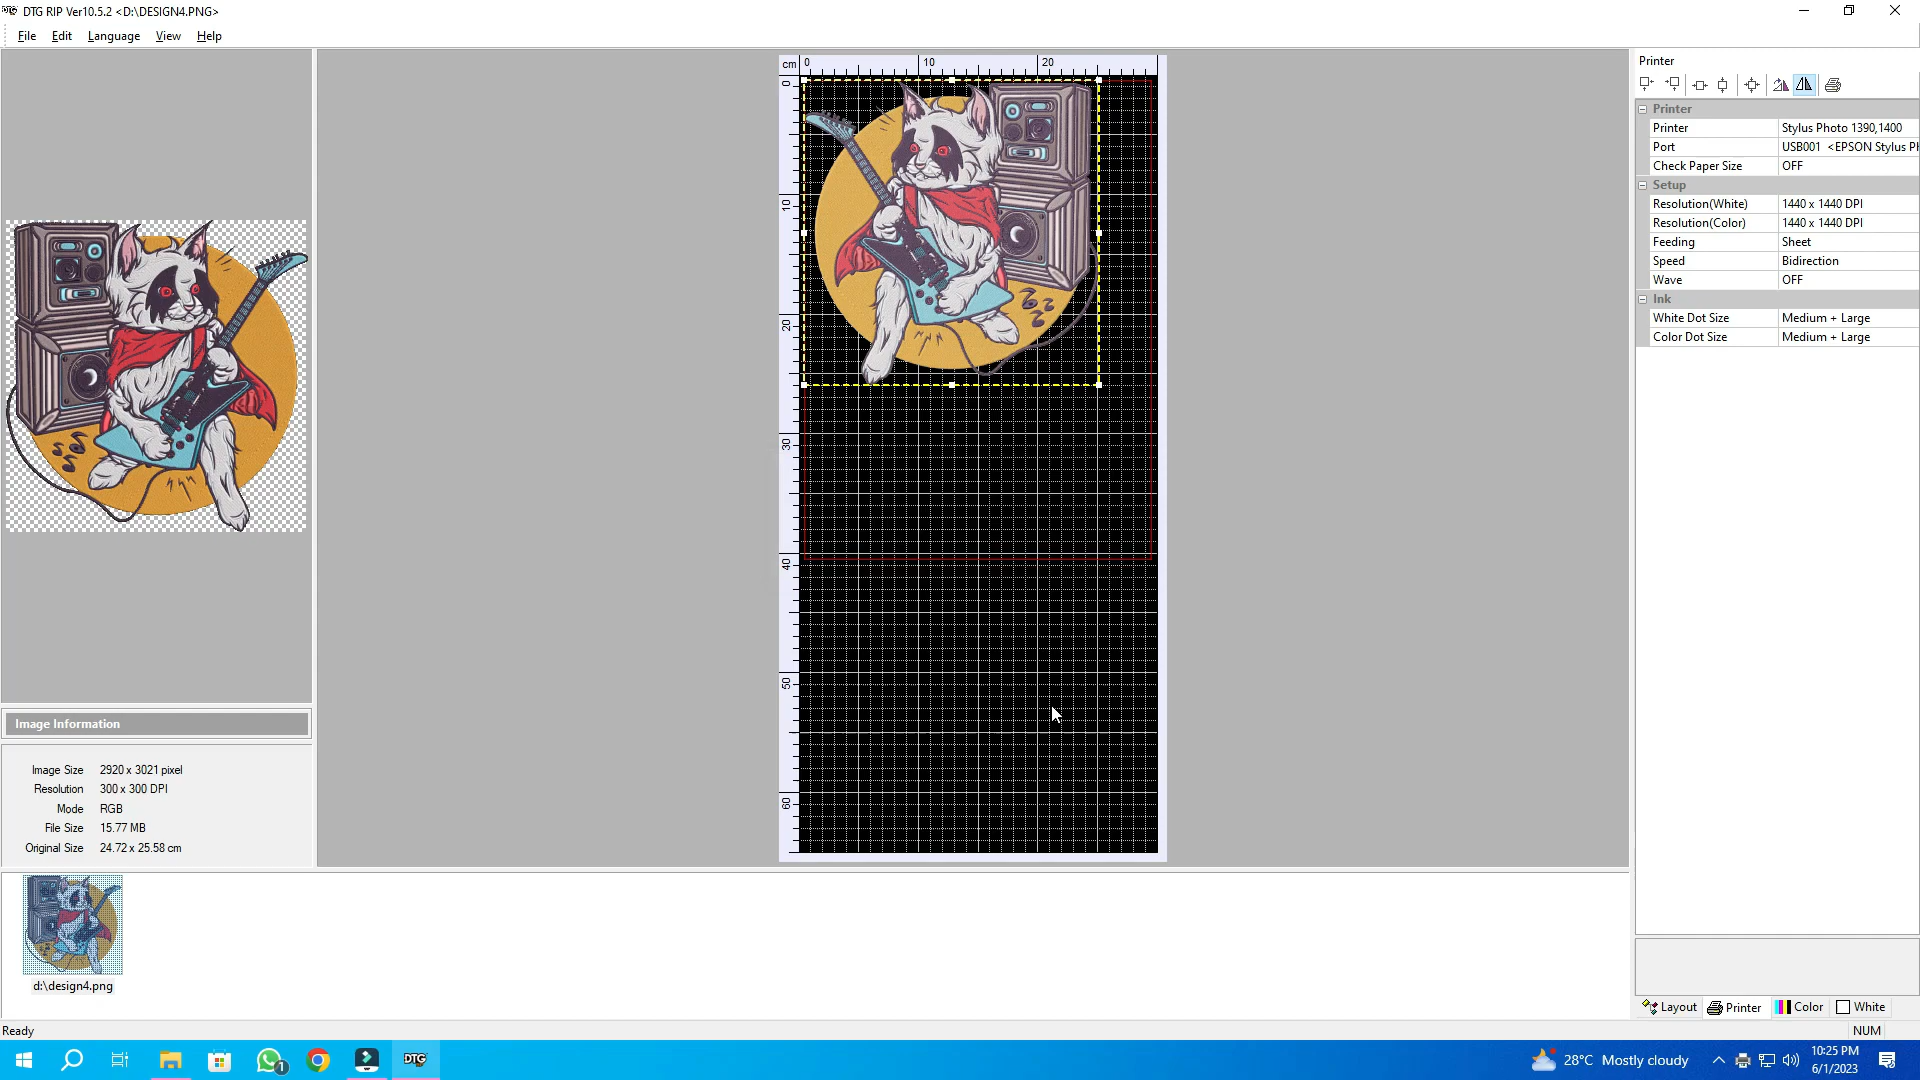 DTG RIP Ver10.5.2 <D:\DESIGN4.PNG>
File Edit Language View Help
cm 0 10 20
0
10
20
30
40
50
60
Image Information
Image Size 2920 x 3021 pixel
Resolution 300 x 300 DPI
Mode RGB
File Size 15.77 MB
Original Size 24.72 x 25.58 cm
d:\design4.png
Printer
Printer
Printer Stylus Photo 1390,1400
Port USB001 <EPSON Stylus Ph
Check Paper Size OFF
Setup
Resolution(White) 1440 x 1440 DPI
Resolution(Color) 1440 x 1440 DPI
Feeding Sheet
Speed Bidirection
Wave OFF
Ink
White Dot Size Medium + Large
Color Dot Size Medium + Large
Layout Printer Color White
Ready NUM
1 DTG 28°C Mostly cloudy 10:25 PM
6/1/2023